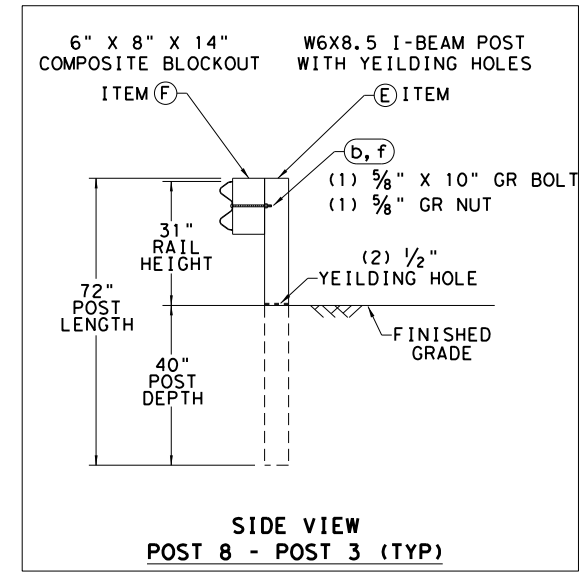 6" X 8" X 14"
COMPOSITE BLOCKOUT
ITEM F
W6X8.5 I-BEAM POST
WITH YEILDING HOLES
E ITEM
b, f
(1) 5/8" X 10" GR BOLT
(1) 5/8" GR NUT
31"
RAIL
HEIGHT
(2) 1/2"
YEILDING HOLE
72"
POST
LENGTH
FINISHED
GRADE
40"
POST
DEPTH
SIDE VIEW
POST 8 - POST 3 (TYP)